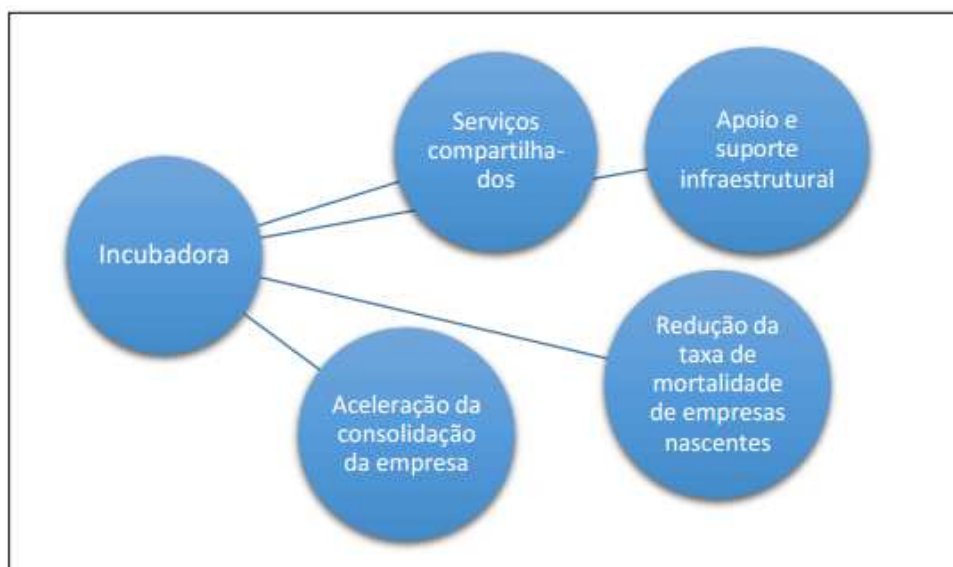 Incubadora
Serviços
compartilha-
dos
Apoio e
suporte
infraestrutural
Aceleração da
consolidação
da empresa
Redução da
taxa de
mortalidade
de empresas
nascentes